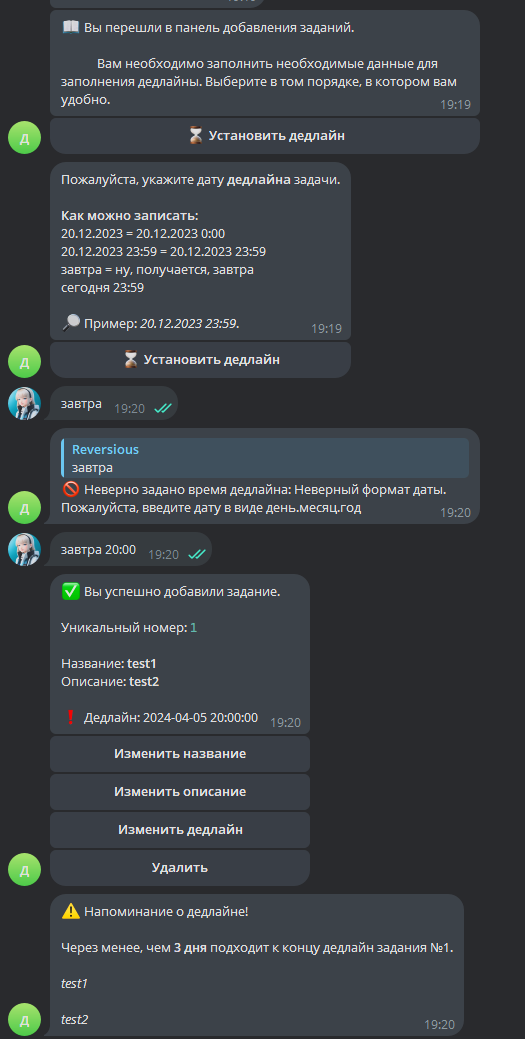 📖 Вы перешли в панель добавления заданий.
Вам необходимо заполнить необходимые данные для
заполнения дедлайны. Выберите в том порядке, в котором вам
удобно.
19:19
Д
⏳ Установить дедлайн
Пожалуйста, укажите дату дедлайна задачи.
Как можно записать:
20.12.2023 = 20.12.2023 0:00
20.12.2023 23:59 = 20.12.2023 23:59
завтра = ну, получается, завтра
сегодня 23:59
🔎 Пример: 20.12.2023 23:59.
19:19
Д
⏳ Установить дедлайн
завтра 19:20
Reversious
завтра
🚫 Неверно задано время дедлайна: Неверный формат даты.
Пожалуйста, введите дату в виде день.месяц.год
19:20
Д
завтра 20:00 19:20
✅ Вы успешно добавили задание.
Уникальный номер: 1
Название: test1
Описание: test2
❗ Дедлайн: 2024-04-05 20:00:00 19:20
Изменить название
Изменить описание
Изменить дедлайн
Удалить
Д
⚠️ Напоминание о дедлайне!
Через менее, чем 3 дня подходит к концу дедлайн задания №1.
test1
test2
19:20
Д